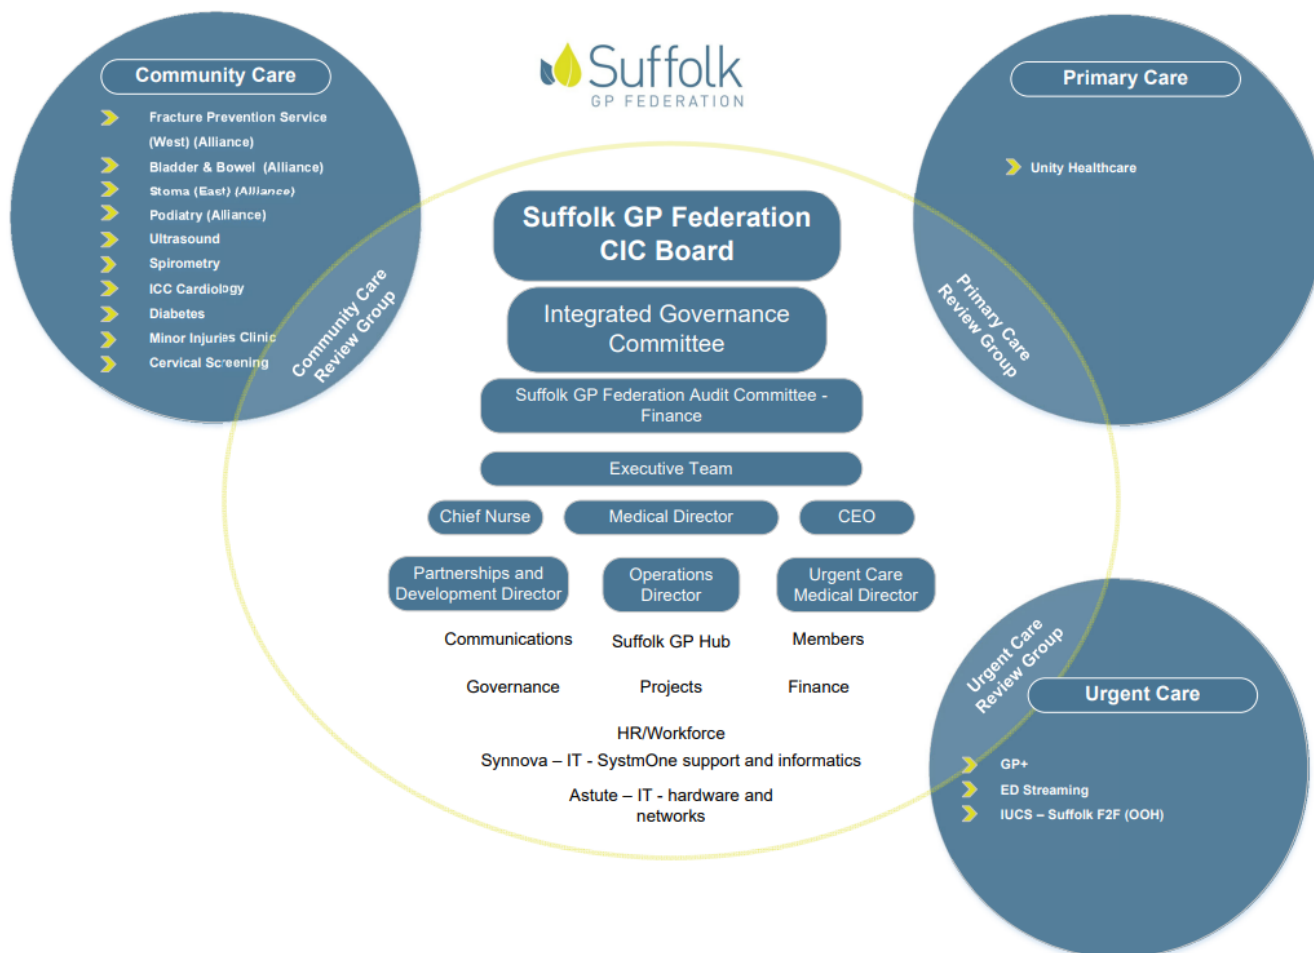 Suffolk
GP FEDERATION
Community Care
Fracture Prevention Service
(West) (Alliance)
Bladder & Bowel (Alliance)
Stoma (East) (Alliance)
Podiatry (Alliance)
Ultrasound
Spirometry
ICC Cardiology
Diabetes
Minor Injuries Clinic
Cervical Screening
Community Care
Review Group
Primary Care
Unity Healthcare
Primary Care
Review Group
Suffolk GP Federation
CIC Board
Integrated Governance
Committee
Suffolk GP Federation Audit Committee -
Finance
Executive Team
Chief Nurse
Medical Director
CEO
Partnerships and
Development Director
Operations
Director
Urgent Care
Medical Director
Communications
Suffolk GP Hub
Members
Governance
Projects
Finance
HR/Workforce
Synnova – IT - SystmOne support and informatics
Astute – IT - hardware and
networks
Urgent Care
Review Group
Urgent Care
GP+
ED Streaming
IUCS – Suffolk F2F (OOH)